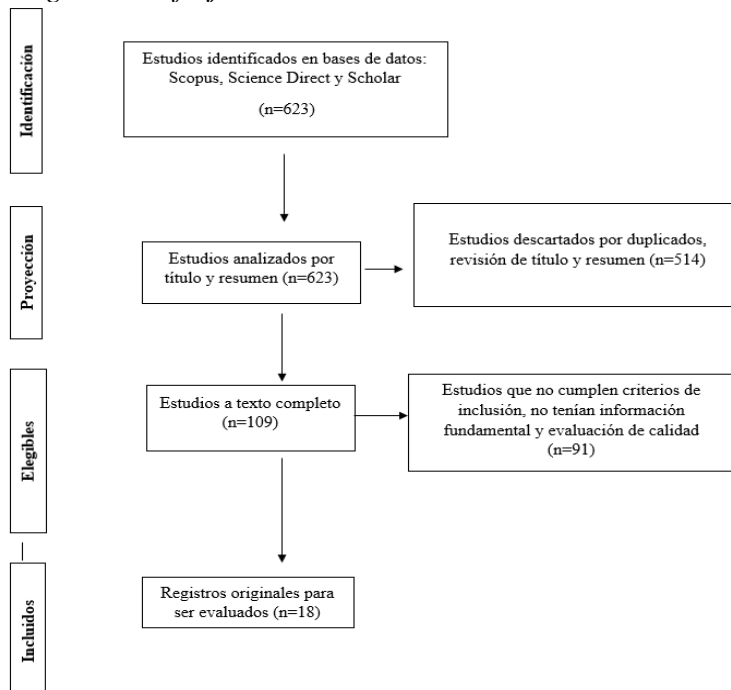 Identificación
Estudios identificados en bases de datos:
Scopus, Science Direct y Scholar
(n=623)
Proyección
Estudios analizados por
título y resumen (n=623)
Estudios descartados por duplicados,
revisión de título y resumen (n=514)
Elegibles
Estudios a texto completo
(n=109)
Estudios que no cumplen criterios de
inclusión, no tenían información
fundamental y evaluación de calidad
(n=91)
Incluidos
Registros originales para
ser evaluados (n=18)